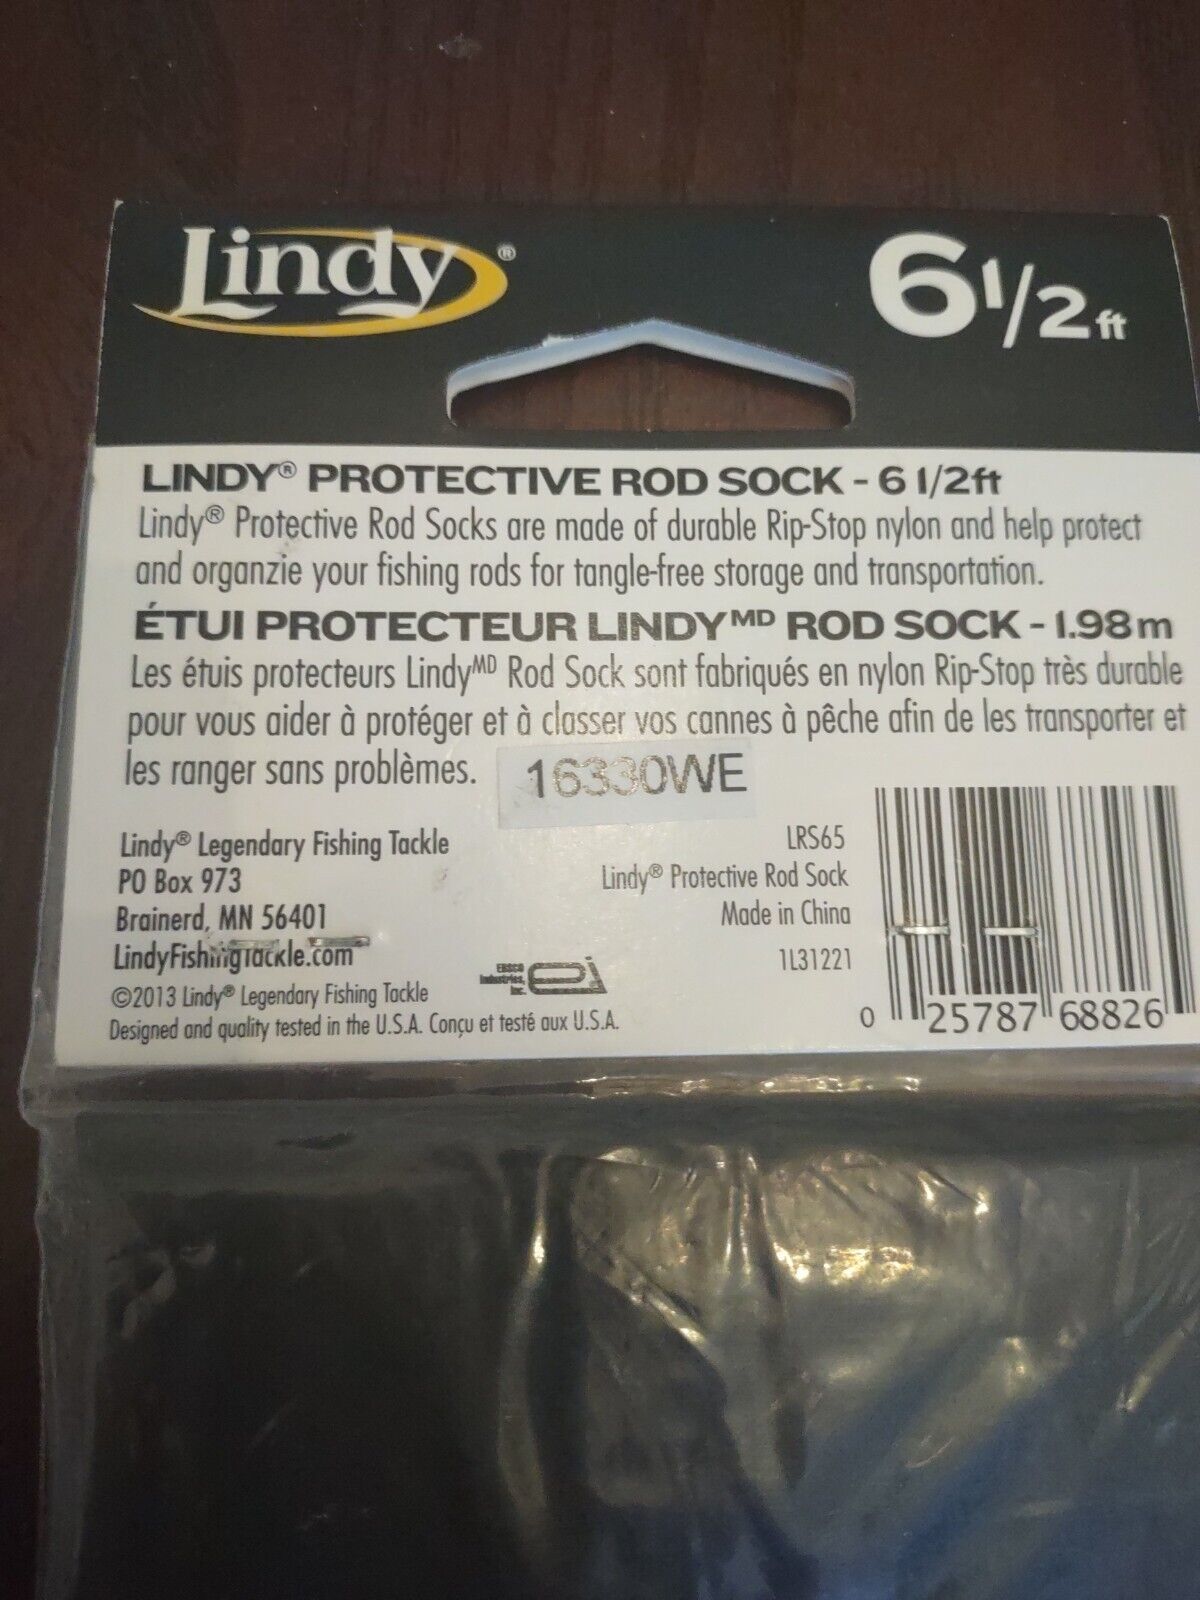 Lindy®
6 1/2 ft
LINDY® PROTECTIVE ROD SOCK - 6 1/2ft
Lindy® Protective Rod Socks are made of durable Rip-Stop nylon and help protect
and organzie your fishing rods for tangle-free storage and transportation.
ÉTUI PROTECTEUR LINDYᴹᴰ ROD SOCK - 1.98m
Les étuis protecteurs Lindyᴹᴰ Rod Sock sont fabriqués en nylon Rip-Stop très durable
pour vous aider à protéger et à classer vos cannes à pêche afin de les transporter et
les ranger sans problèmes.
16330WE
Lindy® Legendary Fishing Tackle
PO Box 973
Brainerd, MN 56401
LindyFishingTackle.com
©2013 Lindy® Legendary Fishing Tackle
Designed and quality tested in the U.S.A. Conçu et testé aux U.S.A.
EBSCO
Industries,
Inc.
ei
LRS65
Lindy® Protective Rod Sock
Made in China
1L31221
0 25787 68826